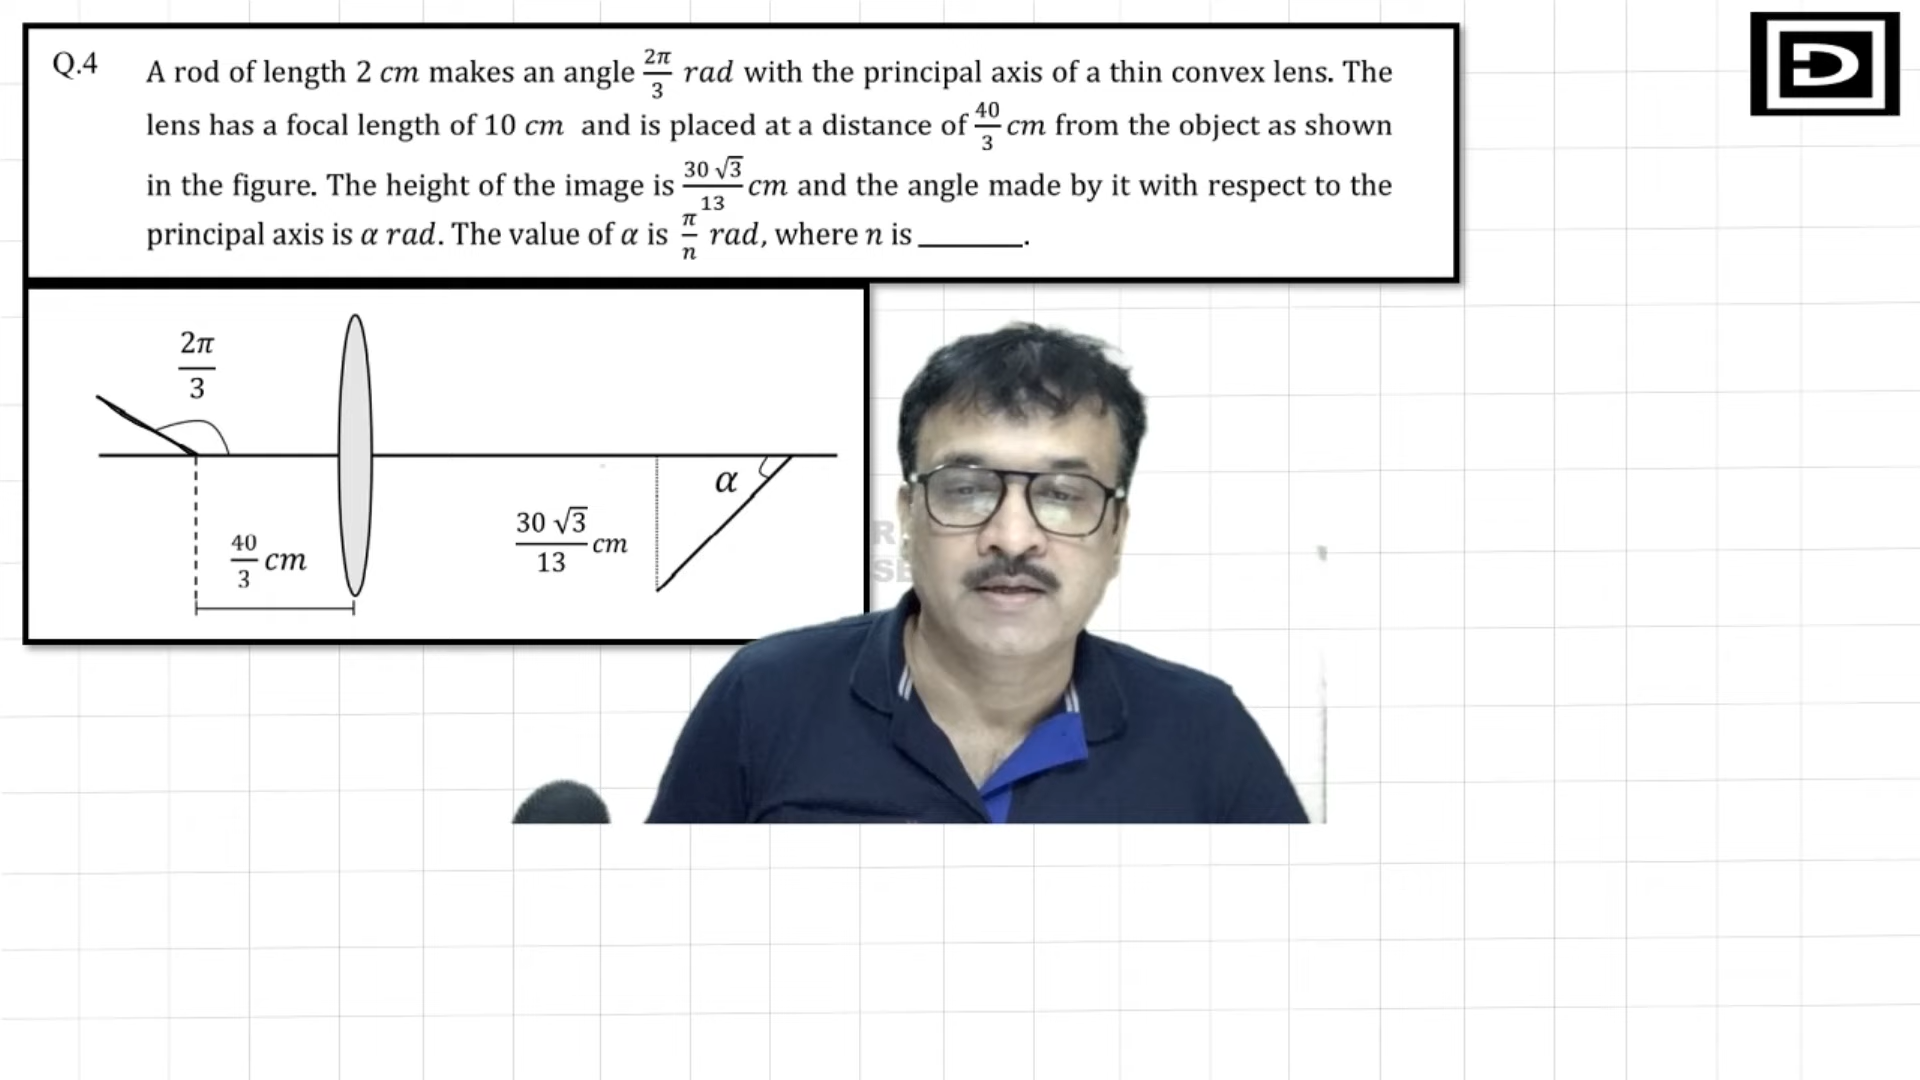 Q.4
A rod of length 2 cm makes an angle 2π/3 rad with the principal axis of a thin convex lens. The
lens has a focal length of 10 cm and is placed at a distance of 40/3 cm from the object as shown
in the figure. The height of the image is 30√3/13 cm and the angle made by it with respect to the
principal axis is α rad. The value of α is π/n rad, where n is ______.
2π/3
α
30√3/13 cm
40/3 cm
R
SE
D